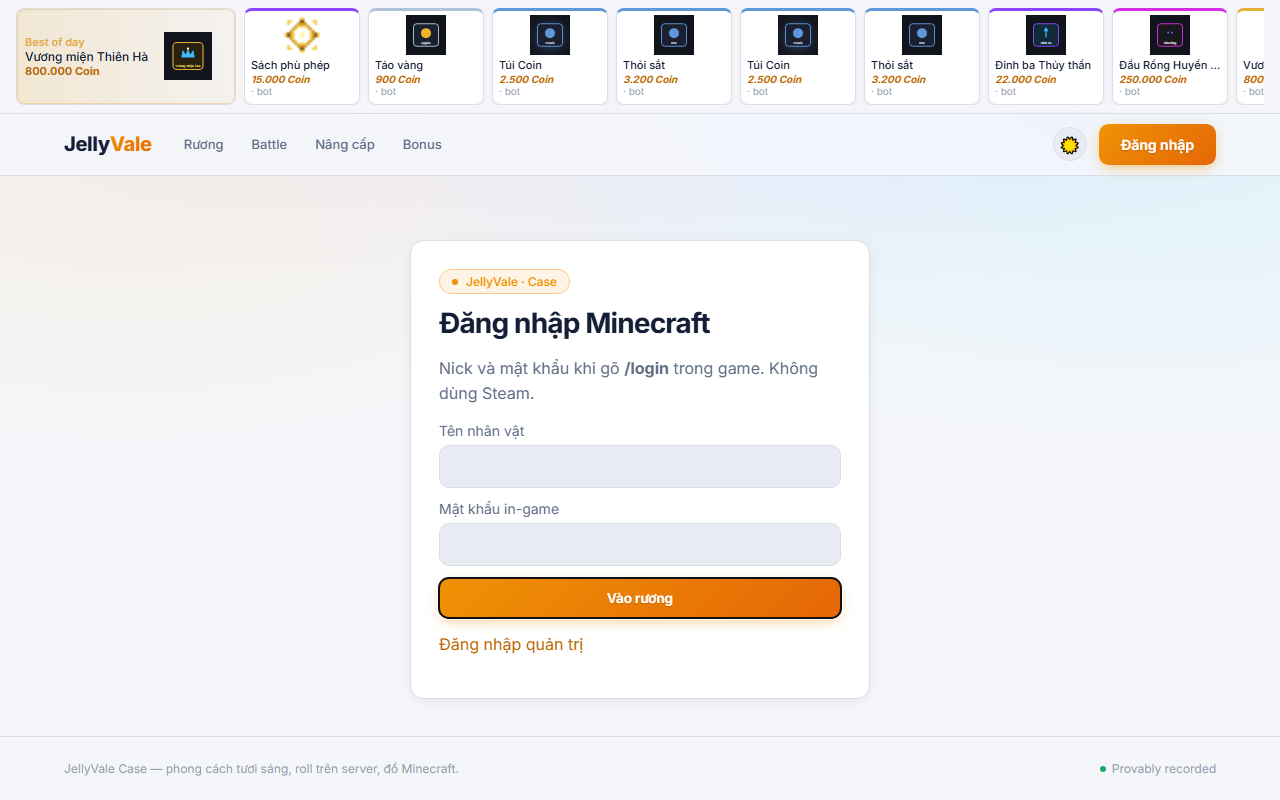 Best of day
Vương miện Thiên Hà
800.000 Coin
Sách phù phép
15.000 Coin
· bot
Táo vàng
900 Coin
· bot
Túi Coin
2.500 Coin
· bot
Thỏi sắt
3.200 Coin
· bot
Túi Coin
2.500 Coin
· bot
Thỏi sắt
3.200 Coin
· bot
Đinh ba Thủy thần
22.000 Coin
· bot
Đầu Rồng Huyền ...
250.000 Coin
· bot
Vươ
800
· bot
JellyVale
Rương
Battle
Nâng cấp
Bonus
Đăng nhập
JellyVale · Case
Đăng nhập Minecraft
Nick và mật khẩu khi gõ /login trong game. Không
dùng Steam.
Tên nhân vật
Mật khẩu in-game
Vào rương
Đăng nhập quản trị
JellyVale Case — phong cách tươi sáng, roll trên server, đồ Minecraft.
Provably recorded